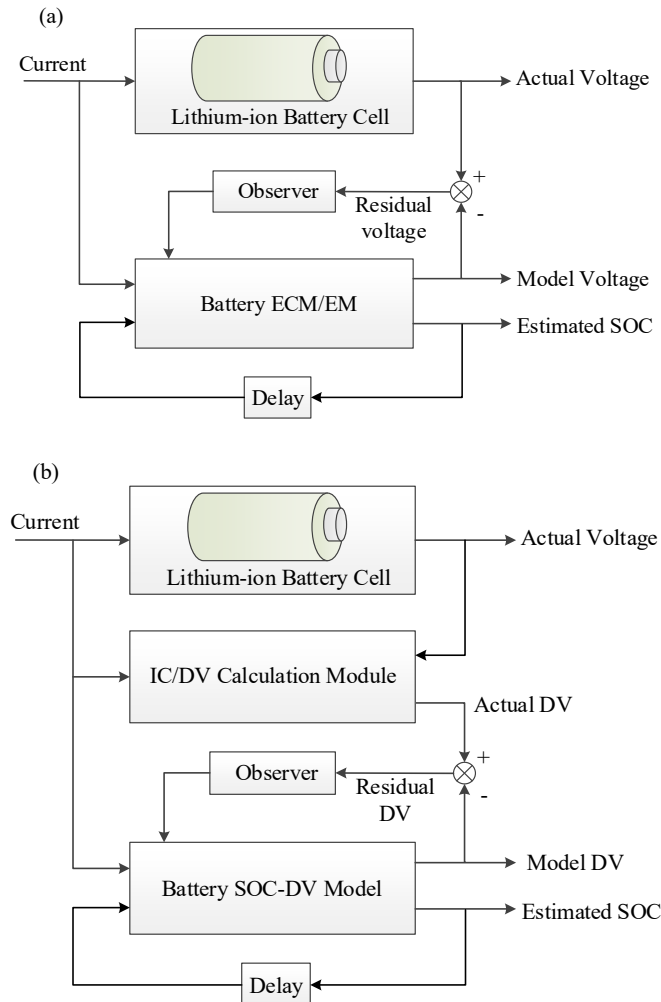 (a)
Current
Actual Voltage
Lithium-ion Battery Cell
+
Observer
Residual
voltage
-
Model Voltage
Battery ECM/EM
Estimated SOC
Delay
(b)
Current
Actual Voltage
Lithium-ion Battery Cell
IC/DV Calculation Module
Actual DV
+
Observer
Residual
DV
-
Model DV
Battery SOC-DV Model
Estimated SOC
Delay